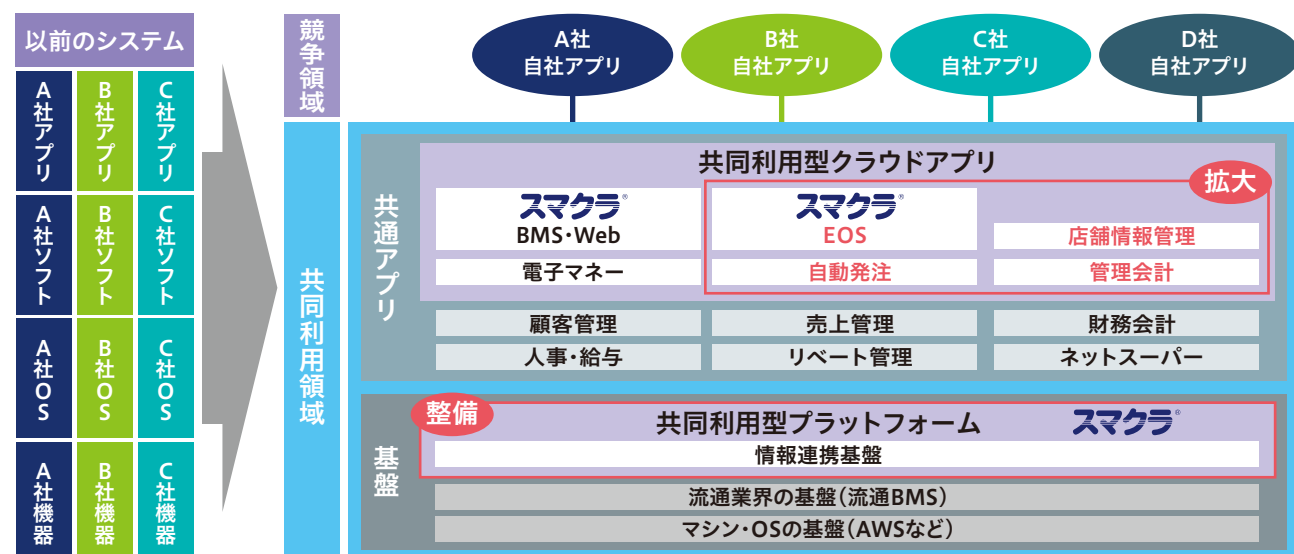 以前のシステム
A社アプリ
B社アプリ
C社アプリ
A社ソフト
B社ソフト
C社ソフト
A社OS
B社OS
C社OS
A社機器
B社機器
C社機器
競争領域
A社
自社アプリ
B社
自社アプリ
C社
自社アプリ
D社
自社アプリ
共同利用領域
共通アプリ
共同利用型クラウドアプリ
拡大
スマクラ®
BMS・Web
スマクラ®
EOS
店舗情報管理
電子マネー
自動発注
管理会計
顧客管理
売上管理
財務会計
人事・給与
リベート管理
ネットスーパー
基盤
整備
共同利用型プラットフォーム スマクラ®
情報連携基盤
流通業界の基盤(流通BMS)
マシン・OSの基盤(AWSなど)